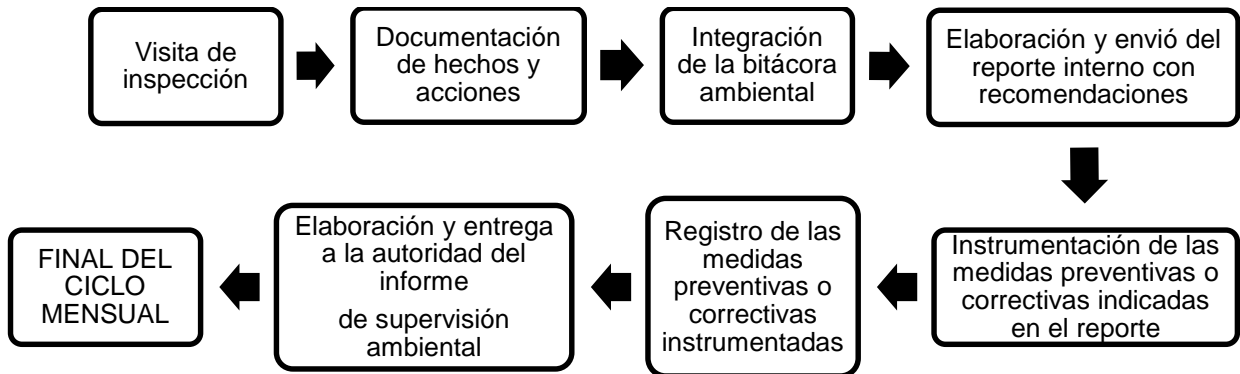 Visita de
inspección
Documentación
de hechos y
acciones
Integración
de la bitácora
ambiental
Elaboración y envió del
reporte interno con
recomendaciones
Instrumentación de las
medidas preventivas o
correctivas indicadas
en el reporte
Registro de las
medidas
preventivas o
correctivas
instrumentadas
Elaboración y entrega
a la autoridad del
informe
de supervisión
ambiental
FINAL DEL
CICLO
MENSUAL